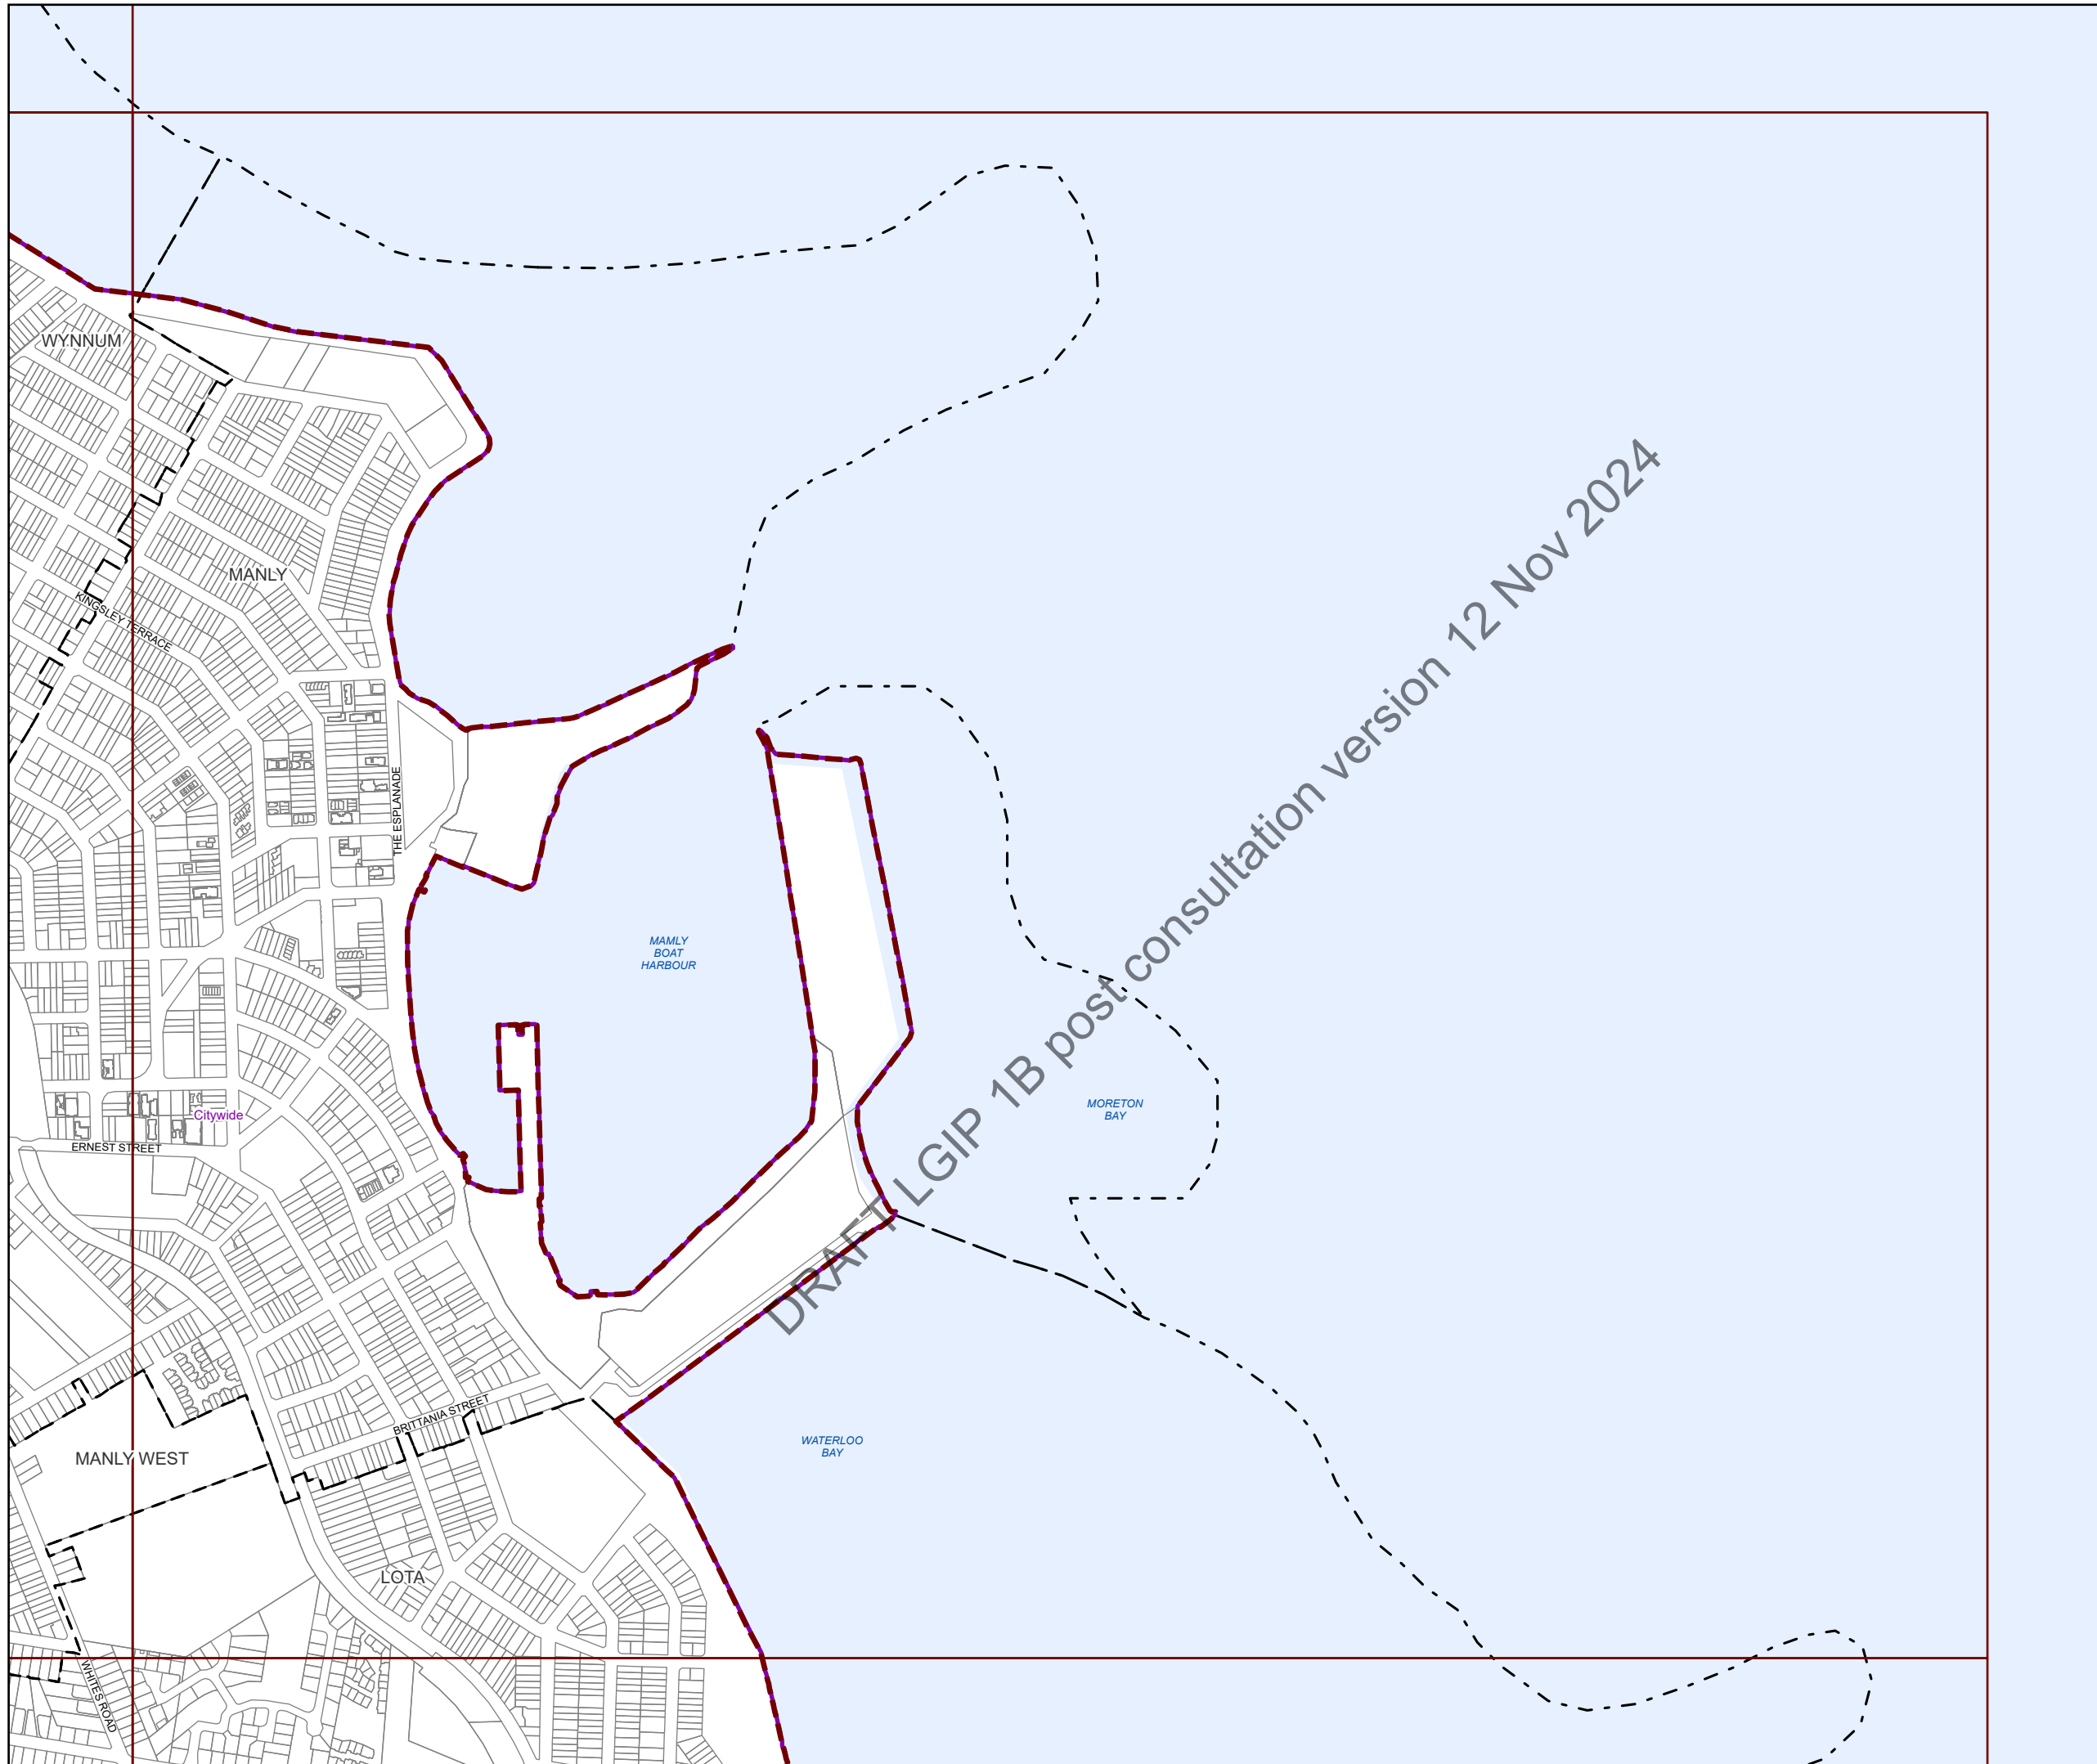 WYNNUM
MANLY
KINGSLEY TERRACE
THE ESPLANADE
MAMLY
BOAT
HARBOUR
DRAFT LGIP 1B post consultation version 12 Nov 2024
MORETON
BAY
Citywide
ERNEST STREET
BRITTANIA STREET
WATERLOO
BAY
MANLY WEST
LOTA
WHITES ROAD